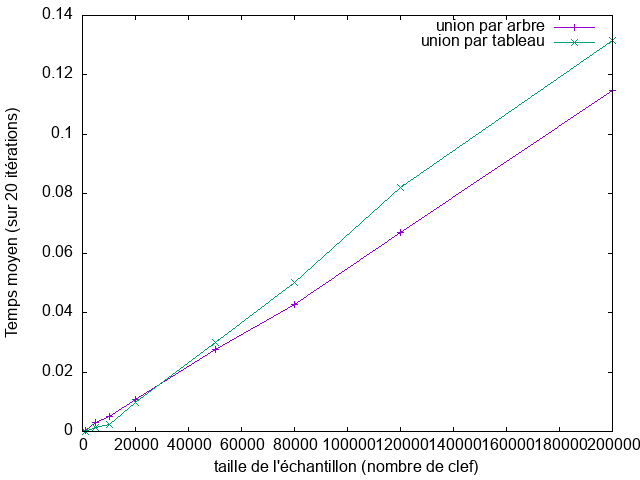 0.14
0.12
0.1
0.08
0.06
0.04
0.02
0
Temps moyen (sur 20 itérations)
union par arbre
union par tableau
0 20000 40000 60000 80000 100000 120000 140000 160000 180000 200000
taille de l'échantillon (nombre de clef)